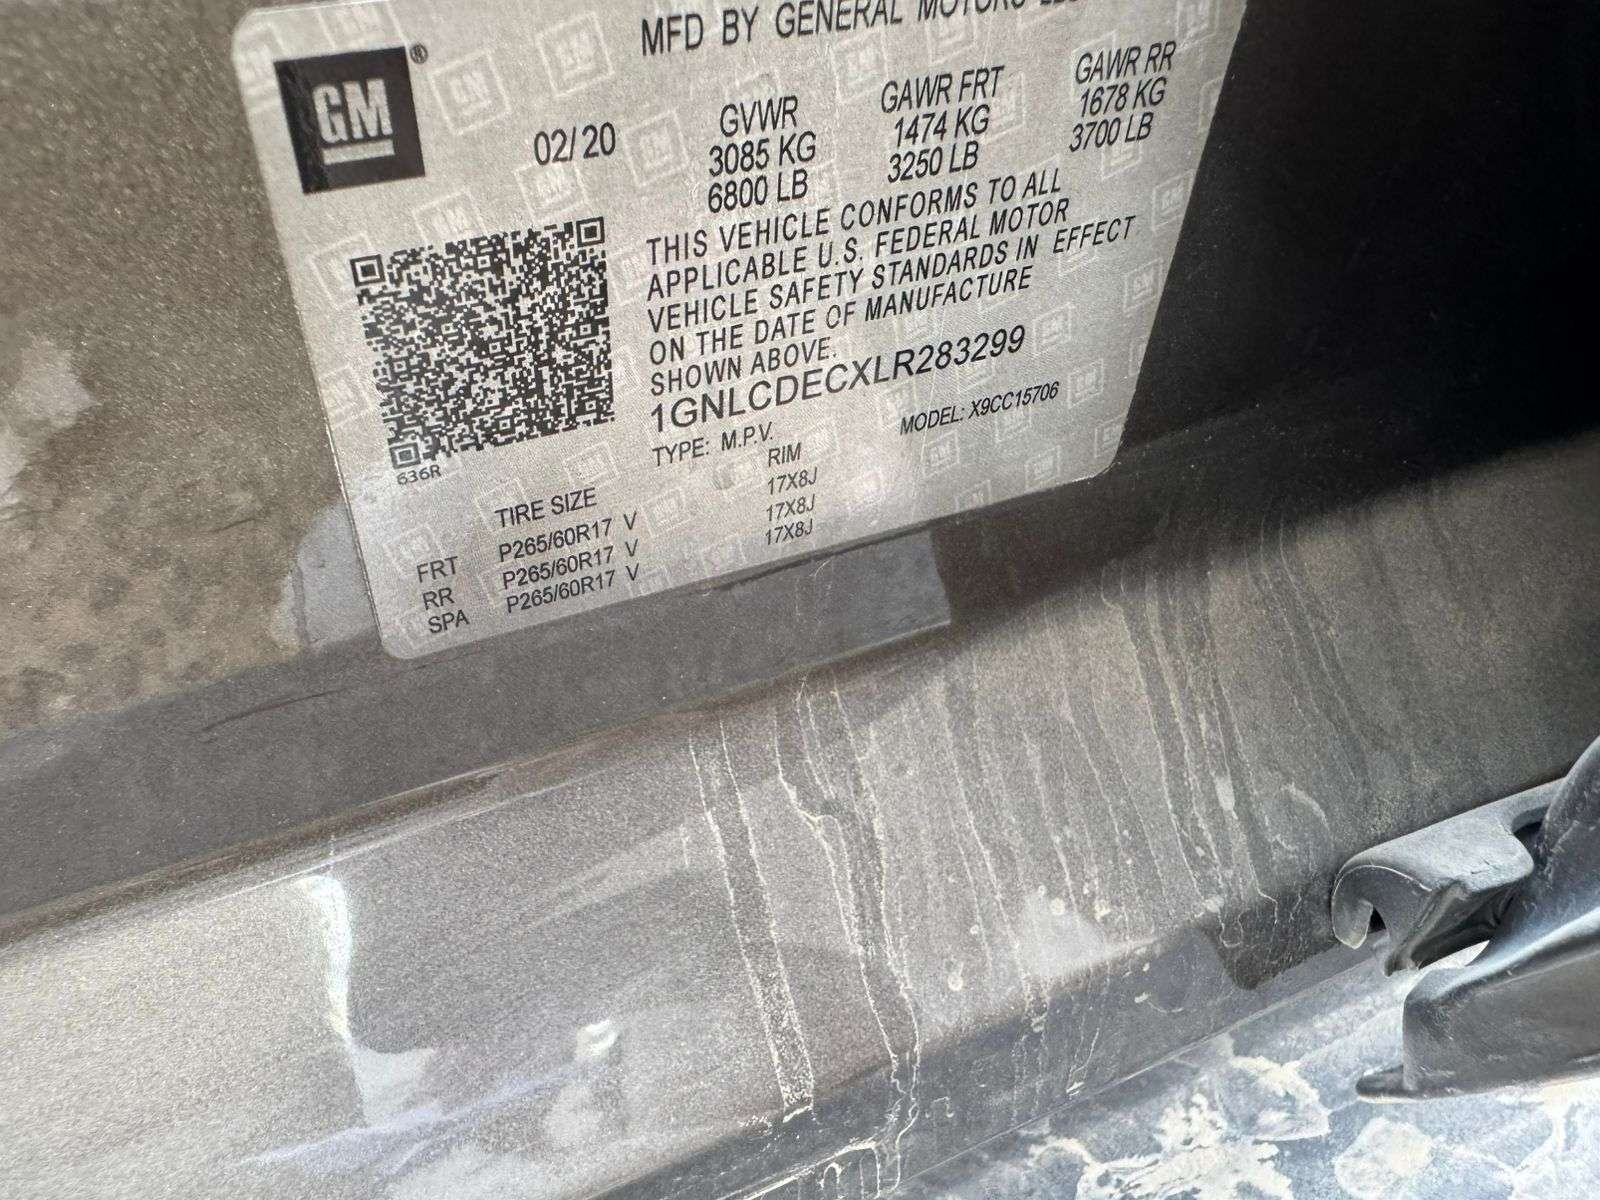 MFD BY GENERAL MOTORS LLC
GM®
02/20
GVWR
3085 KG
6800 LB
GAWR FRT
1474 KG
3250 LB
GAWR RR
1678 KG
3700 LB
THIS VEHICLE CONFORMS TO ALL
APPLICABLE U.S. FEDERAL MOTOR
VEHICLE SAFETY STANDARDS IN EFFECT
ON THE DATE OF MANUFACTURE
SHOWN ABOVE.
1GNLCDECXLR283299
TYPE: M.P.V.
MODEL: X9CC15706
636R
TIRE SIZE RIM
FRT P265/60R17 V 17X8J
RR P265/60R17 V 17X8J
SPA P265/60R17 V 17X8J